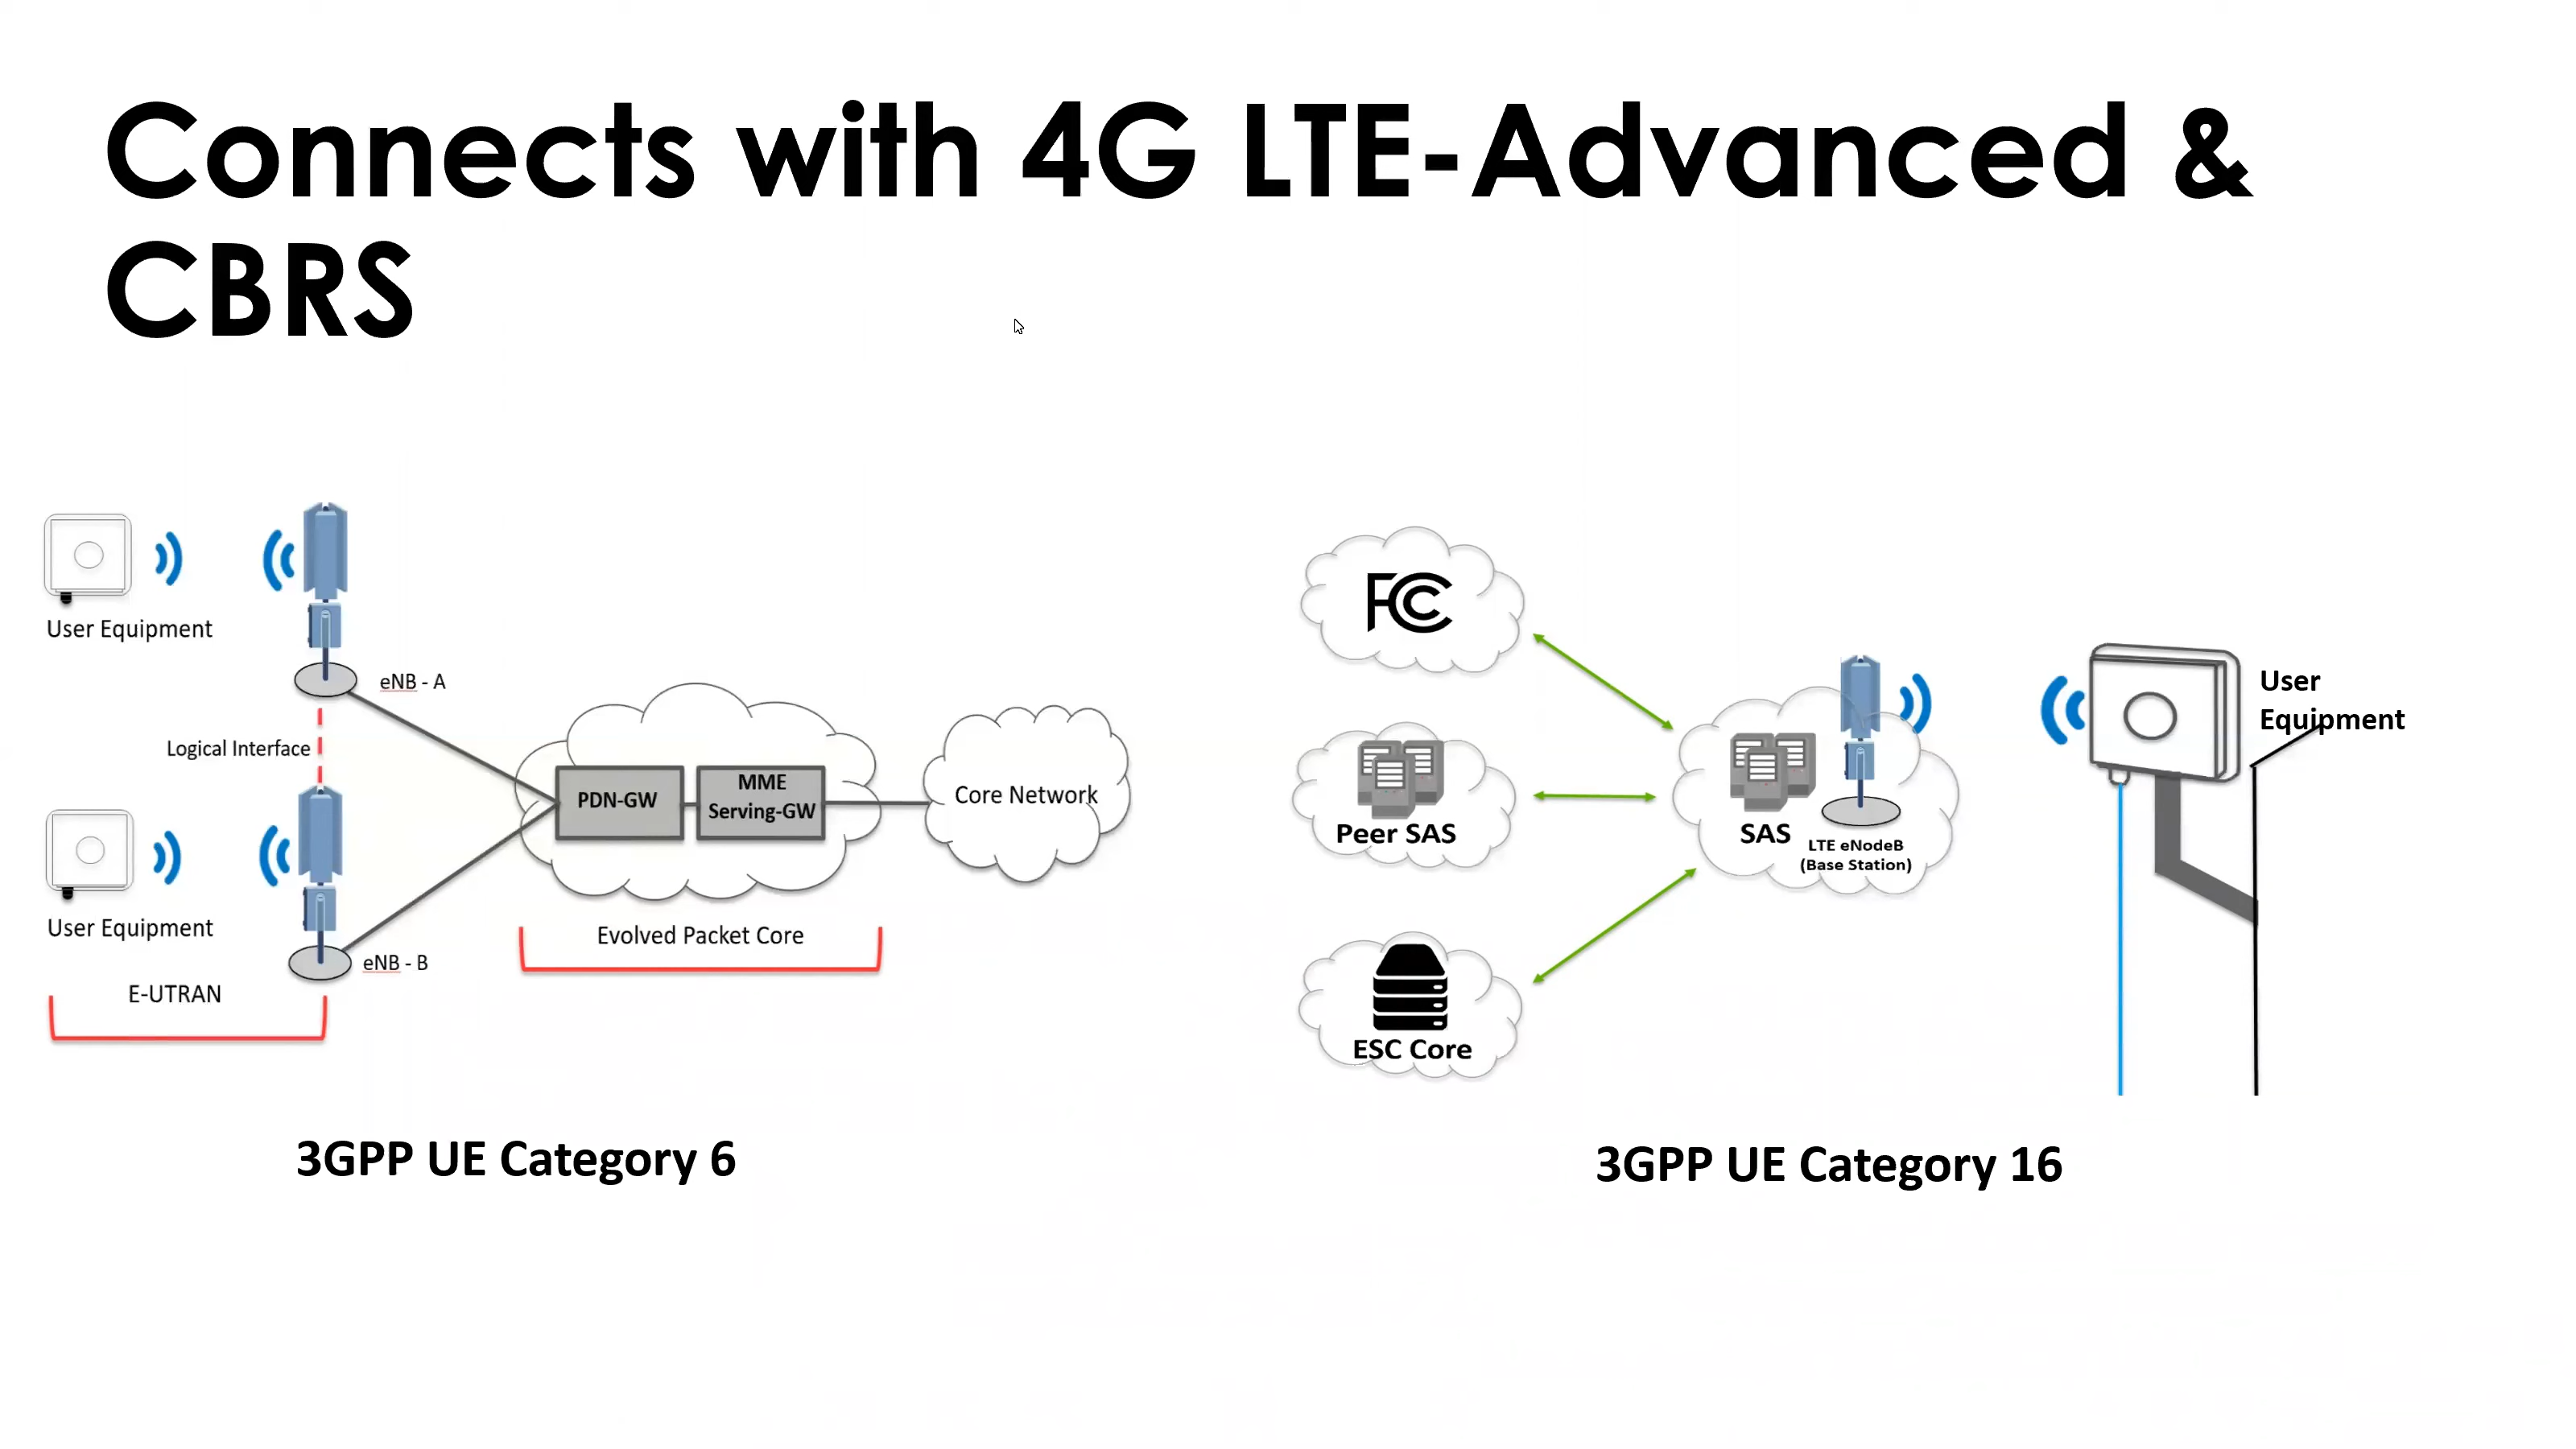 Connects with 4G LTE-Advanced &
CBRS
User Equipment
eNB - A
Logical Interface
User Equipment
eNB - B
E-UTRAN
PDN-GW
MME
Serving-GW
Evolved Packet Core
Core Network
3GPP UE Category 6
FCC
Peer SAS
ESC Core
SAS
LTE eNodeB
(Base Station)
User
Equipment
3GPP UE Category 16